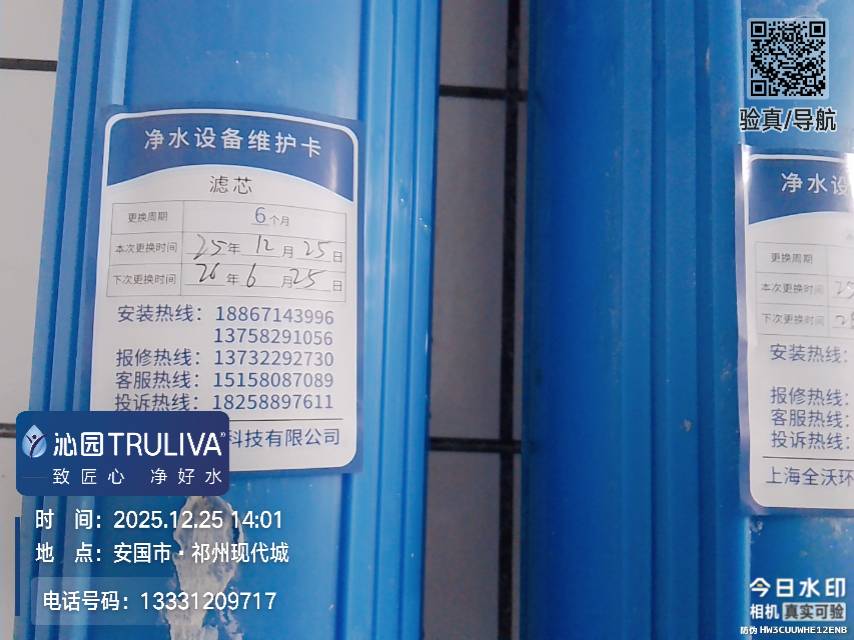 验真/导航
净水设备维护卡
滤芯
更换周期 6个月
本次更换时间 25年12月25日
下次更换时间 26年6月25日
安装热线：18867143996
13758291056
报修热线：13732292730
客服热线：15158087089
投诉热线：18258897611
科技有限公司
净水设
更换周期
本次更换时间 25
下次更换时间 2
安装热线：
报修热线：
客服热线：
投诉热线：
上海全沃环
沁园TRULIVA
致匠心 净好水
时 间：2025.12.25 14:01
地 点：安国市·祁州现代城
电话号码：13331209717
今日水印
相机 真实可验
防伪 HW3CUUWHE12ENB